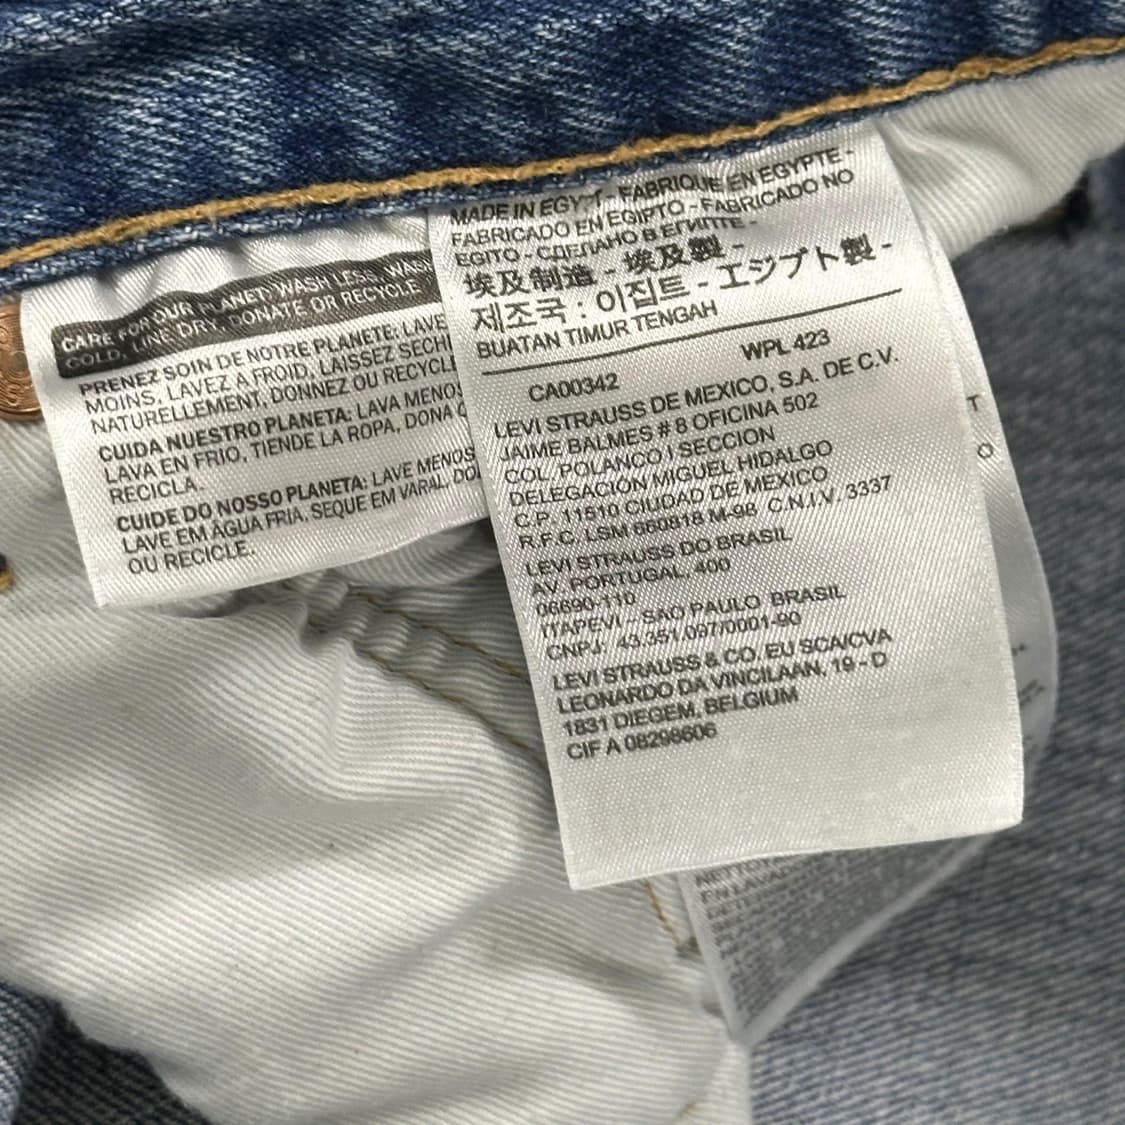 CARE FOR OUR PLANET: WASH LESS, WASH
COLD, LINE DRY, DONATE OR RECYCLE
PRENEZ SOIN DE NOTRE PLANETE: LAVE
MOINS, LAVEZ A FROID, LAISSEZ SECH
NATURELLEMENT, DONNEZ OU RECYCL
CUIDA NUESTRO PLANETA: LAVA MENOS
LAVA EN FRIO, TIENDE LA ROPA, DONA O
RECICLA.
CUIDE DO NOSSO PLANETA: LAVE MENOS
LAVE EM ÁGUA FRIA, SEQUE EM VARAL, DO
OU RECICLE.
MADE IN EGYPT - FABRIQUE EN EGYPTE -
FABRICADO EN EGIPTO - FABRICADO NO
EGITO - СДЕЛАНО В ЕГИПТЕ -
埃及制造 - 埃及製 -
제조국 : 이집트 - エジプト製 -
BUATAN TIMUR TENGAH
WPL 423
CA00342
LEVI STRAUSS DE MEXICO, S.A. DE C.V.
JAIME BALMES # 8 OFICINA 502
COL. POLANCO I SECCION
DELEGACIÓN MIGUEL HIDALGO
C.P. 11510 CIUDAD DE MEXICO
R.F.C. LSM 660818 M-98 C.N.I.V. 3337
LEVI STRAUSS DO BRASIL
AV. PORTUGAL, 400
06690-110
ITAPEVI - SAO PAULO BRASIL
CNPJ: 43.351.097/0001-90
LEVI STRAUSS & CO. EU SCA/CVA
LEONARDO DA VINCILAAN, 19 - D
1831 DIEGEM, BELGIUM
CIF A 08298606
T
O